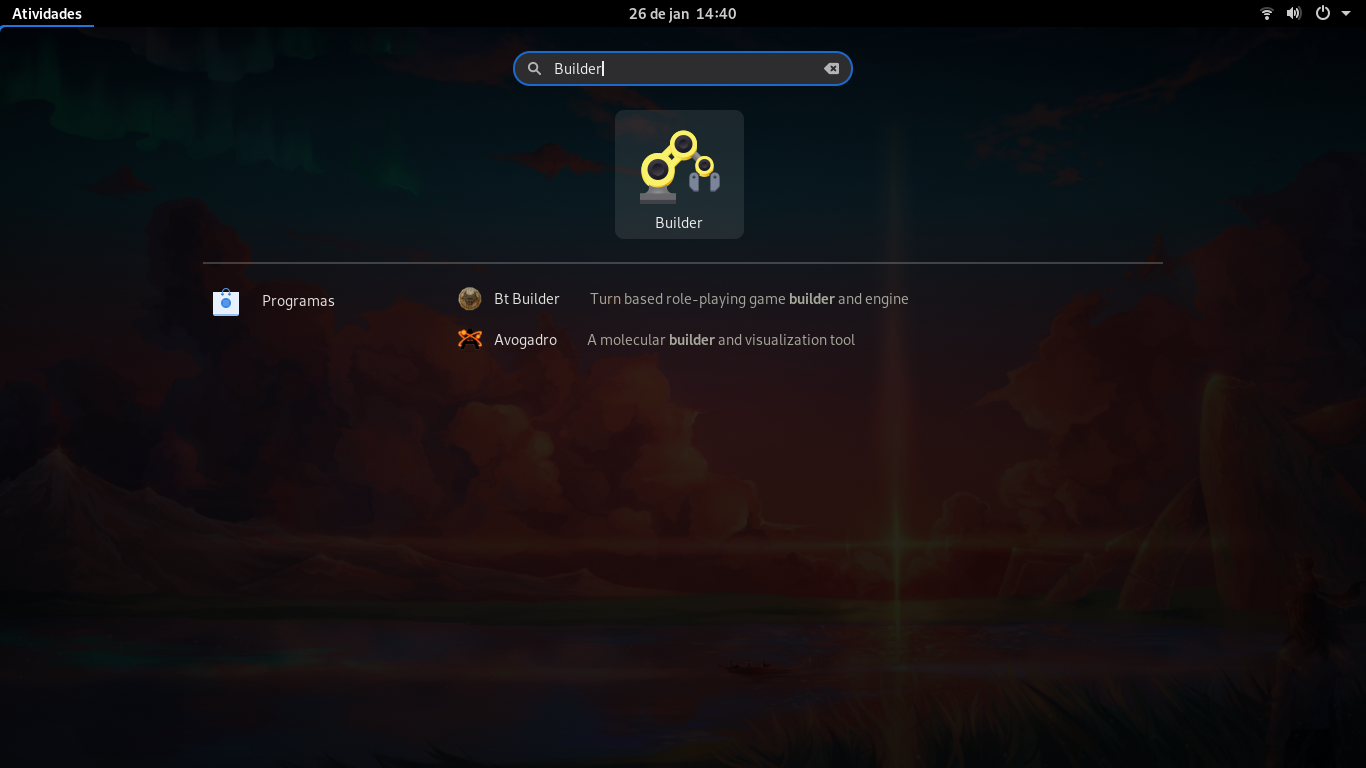 Atividades 26 de jan 14:40
Builder
Builder
Programas
Bt Builder Turn based role-playing game builder and engine
Avogadro A molecular builder and visualization tool